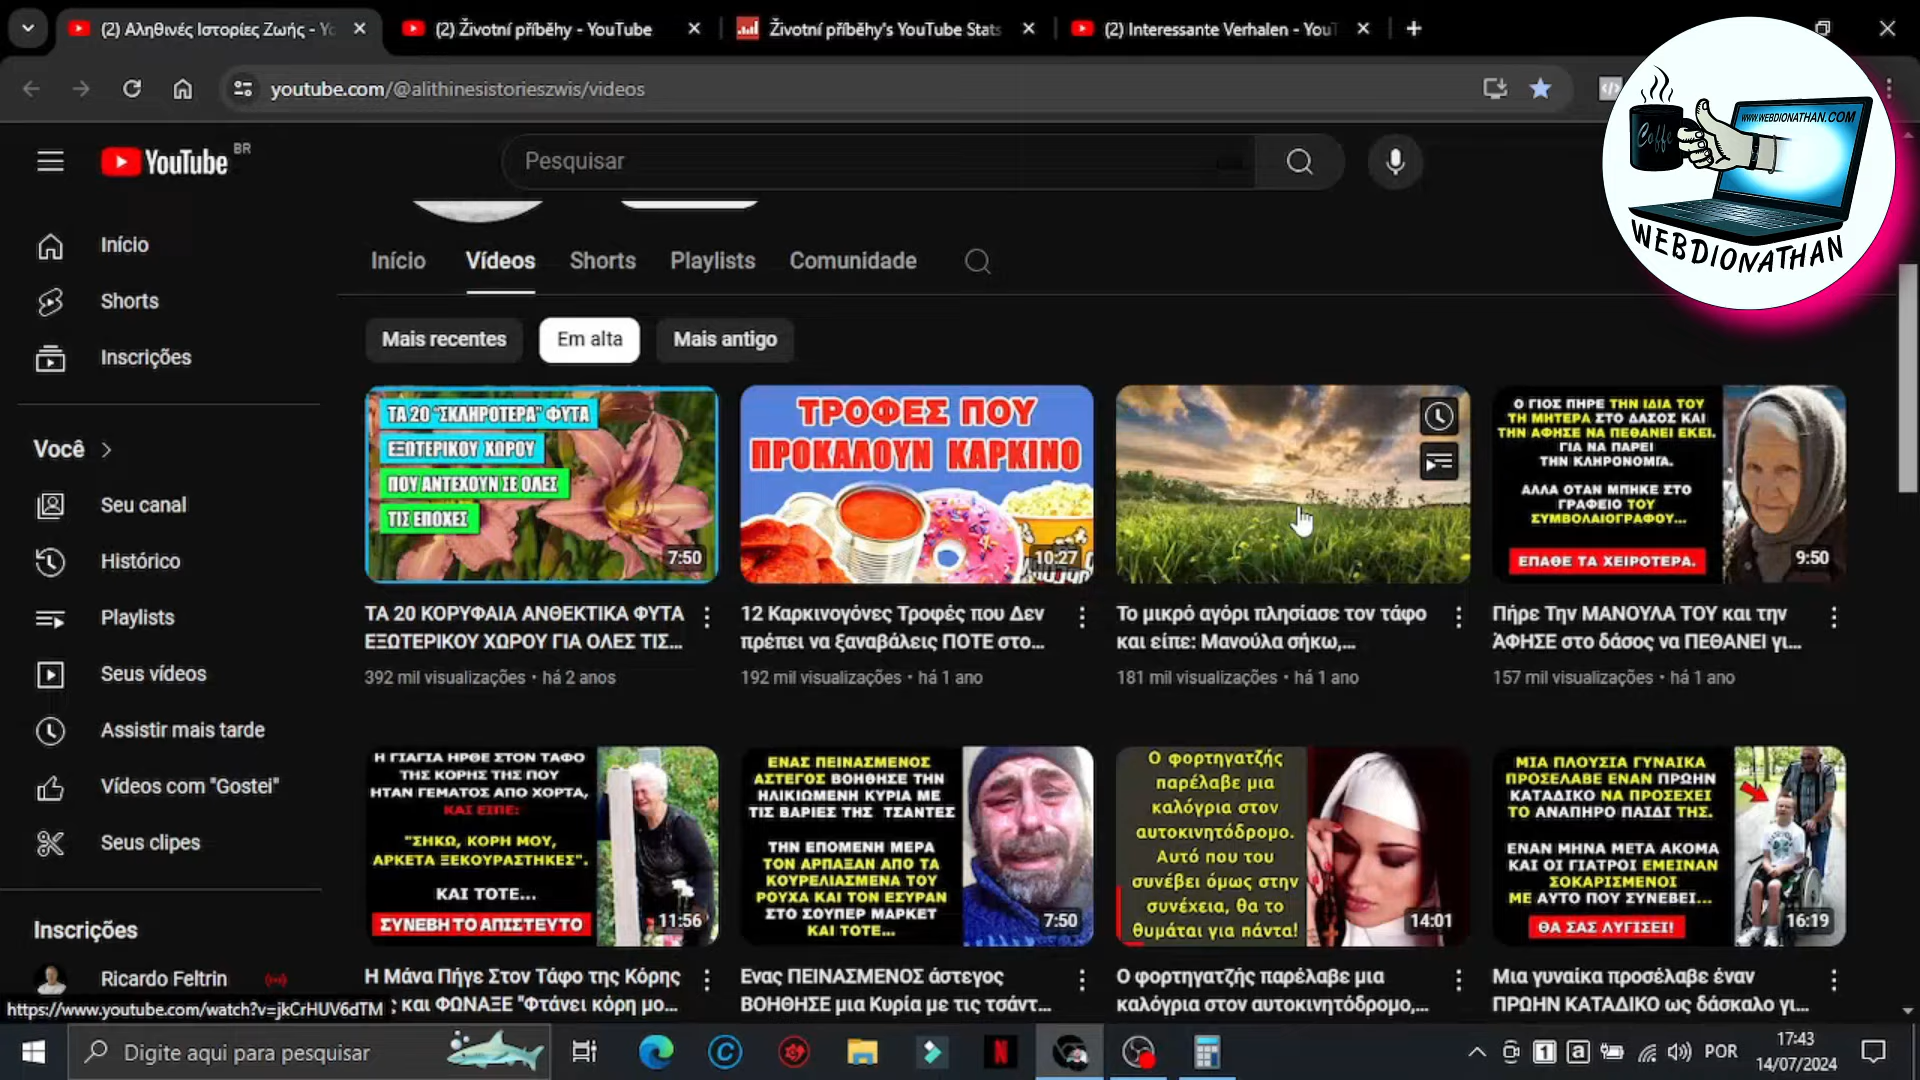 (2) Αληθινές Ιστορίες Ζωής - Yo
(2) Životní příběhy - YouTube
Životní příběhy's YouTube Stats
(2) Interessante Verhalen - YouT
youtube.com/@alithinesistorieszwis/videos
WWW.WEBDIONATHAN.COM
Coffe
WEBDIONATHAN
YouTube BR
Pesquisar
Início
Shorts
Inscrições
Você
Seu canal
Histórico
Playlists
Seus vídeos
Assistir mais tarde
Vídeos com "Gostei"
Seus clipes
Inscrições
Ricardo Feltrin
Início
Vídeos
Shorts
Playlists
Comunidade
Mais recentes
Em alta
Mais antigo
ΤΑ 20 "ΣΚΛΗΡΟΤΕΡΑ" ΦΥΤΑ
ΕΞΩΤΕΡΙΚΟΥ ΧΩΡΟΥ
ΠΟΥ ΑΝΤΕΧΟΥΝ ΣΕ ΟΛΕΣ
ΤΙΣ ΕΠΟΧΕΣ
7:50
ΤΑ 20 ΚΟΡΥΦΑΙΑ ΑΝΘΕΚΤΙΚΑ ΦΥΤΑ
ΕΞΩΤΕΡΙΚΟΥ ΧΩΡΟΥ ΓΙΑ ΟΛΕΣ ΤΙΣ...
392 mil visualizações • há 2 anos
ΤΡΟΦΕΣ ΠΟΥ
ΠΡΟΚΑΛΟΥΝ ΚΑΡΚΙΝΟ
10:27
12 Καρκινογόνες Τροφές που Δεν
πρέπει να ξαναβάλεις ΠΟΤΕ στο...
192 mil visualizações • há 1 ano
Το μικρό αγόρι πλησίασε τον τάφο
και είπε: Μανούλα σήκω,...
181 mil visualizações • há 1 ano
Ο ΓΙΟΣ ΠΗΡΕ ΤΗΝ ΙΔΙΑ ΤΟΥ
ΤΗ ΜΗΤΕΡΑ ΣΤΟ ΔΑΣΟΣ ΚΑΙ
ΤΗΝ ΑΦΗΣΕ ΝΑ ΠΕΘΑΝΕΙ ΕΚΕΙ.
ΓΙΑ ΝΑ ΠΑΡΕΙ
ΤΗΝ ΚΛΗΡΟΝΟΜΙΑ.
ΑΛΛΑ ΟΤΑΝ ΜΠΗΚΕ ΣΤΟ
ΓΡΑΦΕΙΟ ΤΟΥ
ΣΥΜΒΟΛΑΙΟΓΡΑΦΟΥ...
ΕΠΑΘΕ ΤΑ ΧΕΙΡΟΤΕΡΑ.
9:50
Πήρε Την ΜΑΝΟΥΛΑ ΤΟΥ και την
ΆΦΗΣΕ στο δάσος να ΠΕΘΑΝΕΙ γι...
157 mil visualizações • há 1 ano
Η ΓΙΑΓΙΑ ΗΡΘΕ ΣΤΟΝ ΤΑΦΟ
ΤΗΣ ΚΟΡΗΣ ΤΗΣ ΠΟΥ
ΗΤΑΝ ΓΕΜΑΤΟΣ ΑΠΟ ΧΟΡΤΑ,
ΚΑΙ ΕΙΠΕ:
"ΣΗΚΩ, ΚΟΡΗ ΜΟΥ,
ΑΡΚΕΤΑ ΞΕΚΟΥΡΑΣΤΗΚΕΣ".
ΚΑΙ ΤΟΤΕ...
ΣΥΝΕΒΗ ΤΟ ΑΠΙΣΤΕΥΤΟ
11:56
Η Μάνα Πήγε Στον Τάφο της Κόρης
ς και ΦΩΝΑΞΕ "Φτάνει κόρη μο...
ΕΝΑΣ ΠΕΙΝΑΣΜΕΝΟΣ
ΑΣΤΕΓΟΣ ΒΟΗΘΗΣΕ ΤΗΝ
ΗΛΙΚΙΩΜΕΝΗ ΚΥΡΙΑ ΜΕ
ΤΙΣ ΒΑΡΙΕΣ ΤΗΣ ΤΣΑΝΤΕΣ
ΤΗΝ ΕΠΟΜΕΝΗ ΜΕΡΑ
ΤΟΝ ΑΡΠΑΞΑΝ ΑΠΟ ΤΑ
ΚΟΥΡΕΛΙΑΣΜΕΝΑ ΤΟΥ
ΡΟΥΧΑ ΚΑΙ ΤΟΝ ΕΣΥΡΑΝ
ΣΤΟ ΣΟΥΠΕΡ ΜΑΡΚΕΤ
ΚΑΙ ΤΟΤΕ...
7:50
Ενας ΠΕΙΝΑΣΜΕΝΟΣ άστεγος
ΒΟΗΘΗΣΕ μια Κυρία με τις τσάντ...
Ο φορτηγατζής
παρέλαβε μια
καλόγρια στον
αυτοκινητόδρομο.
Αυτό που του
συνέβει όμως στην
συνέχεια, θα το
θυμάται για πάντα!
14:01
Ο φορτηγατζής παρέλαβε μια
καλόγρια στον αυτοκινητόδρομο,...
ΜΙΑ ΠΛΟΥΣΙΑ ΓΥΝΑΙΚΑ
ΠΡΟΣΕΛΑΒΕ ΕΝΑΝ ΠΡΩΗΝ
ΚΑΤΑΔΙΚΟ ΝΑ ΠΡΟΣΕΧΕΙ
ΤΟ ΑΝΑΠΗΡΟ ΠΑΙΔΙ ΤΗΣ.
ΕΝΑΝ ΜΗΝΑ ΜΕΤΑ ΑΚΟΜΑ
ΚΑΙ ΟΙ ΓΙΑΤΡΟΙ ΕΜΕΙΝΑΝ
ΣΟΚΑΡΙΣΜΕΝΟΙ
ΜΕ ΑΥΤΟ ΠΟΥ ΣΥΝΕΒΕΙ...
ΘΑ ΣΑΣ ΛΥΓΙΣΕΙ!
16:19
Μια γυναίκα προσέλαβε έναν
ΠΡΩΗΝ ΚΑΤΑΔΙΚΟ ως δάσκαλο γι...
https://www.youtube.com/watch?v=jkCrHUV6dTM
Digite aqui para pesquisar
POR
17:43
14/07/2024